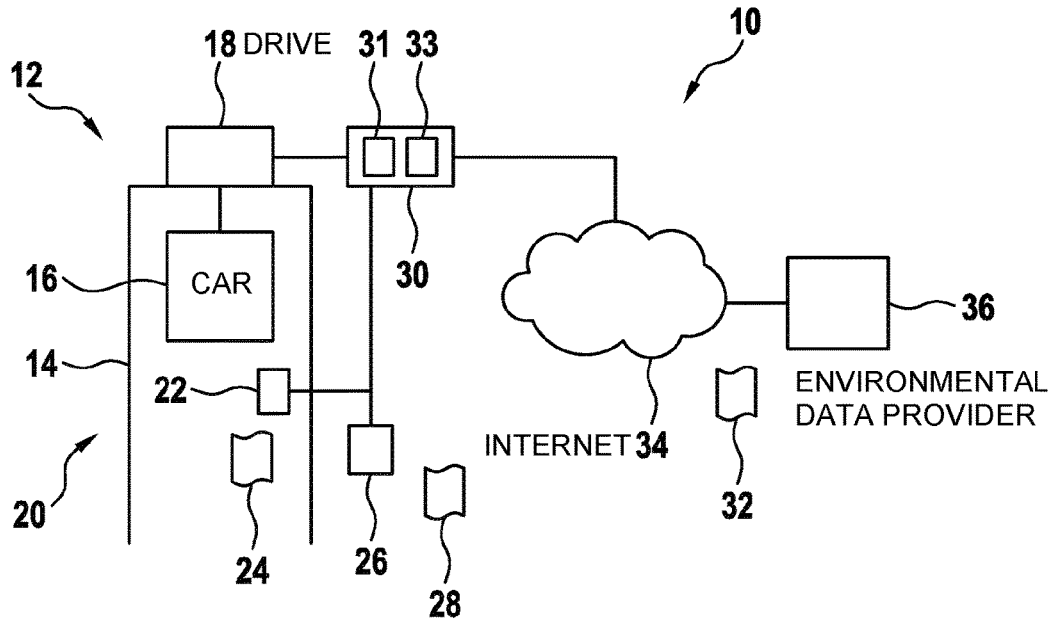 18 DRIVE 31 33 10
12
16 CAR 30 36
14 22 ENVIRONMENTAL
DATA PROVIDER
INTERNET 34
20 24 26 28 32